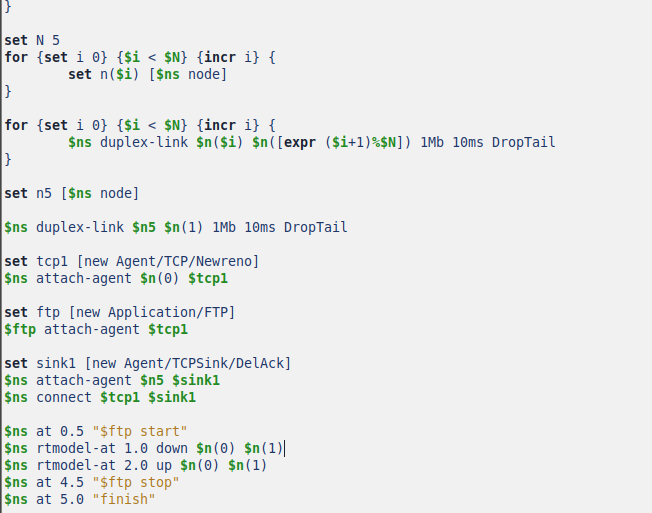 }
set N 5
for {set i 0} {$i < $N} {incr i} {
set n($i) [$ns node]
}
for {set i 0} {$i < $N} {incr i} {
$ns duplex-link $n($i) $n([expr ($i+1)%$N]) 1Mb 10ms DropTail
}
set n5 [$ns node]
$ns duplex-link $n5 $n(1) 1Mb 10ms DropTail
set tcp1 [new Agent/TCP/Newreno]
$ns attach-agent $n(0) $tcp1
set ftp [new Application/FTP]
$ftp attach-agent $tcp1
set sink1 [new Agent/TCPSink/DelAck]
$ns attach-agent $n5 $sink1
$ns connect $tcp1 $sink1
$ns at 0.5 "$ftp start"
$ns rtmodel-at 1.0 down $n(0) $n(1)
$ns rtmodel-at 2.0 up $n(0) $n(1)
$ns at 4.5 "$ftp stop"
$ns at 5.0 "finish"